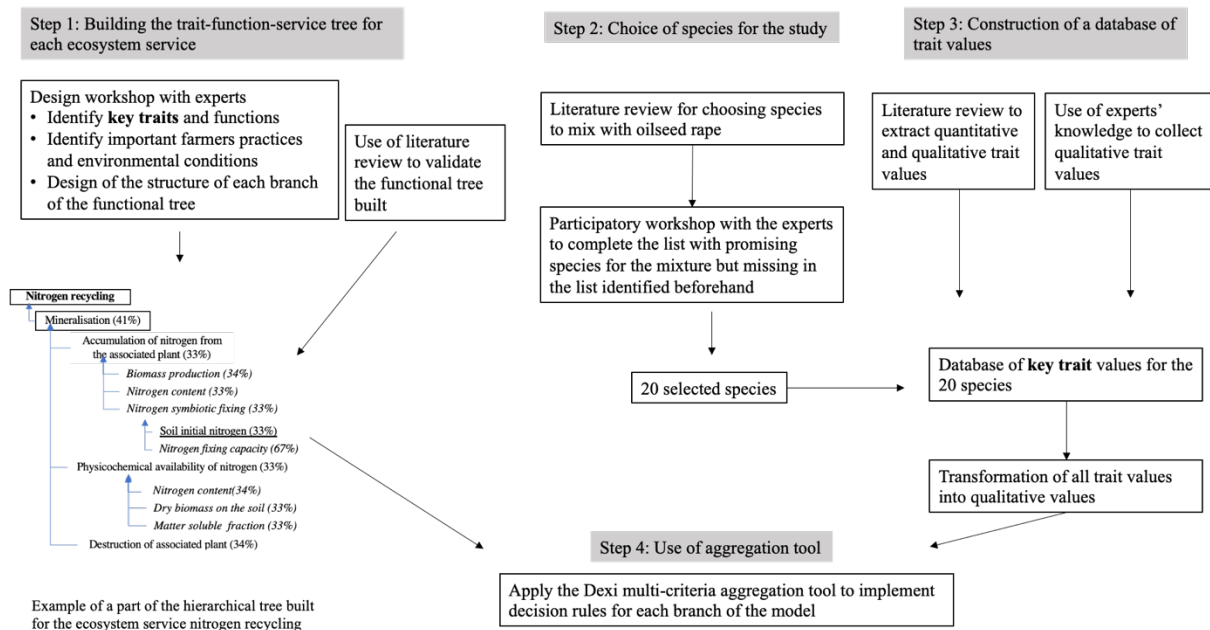 Step 1: Building the trait-function-service tree for
each ecosystem service
Design workshop with experts
• Identify key traits and functions
• Identify important farmers practices
and environmental conditions
• Design of the structure of each branch
of the functional tree
Use of literature
review to validate
the functional tree
built
Nitrogen recycling
Mineralisation (41%)
Accumulation of nitrogen from
the associated plant (33%)
Biomass production (34%)
Nitrogen content (33%)
Nitrogen symbiotic fixing (33%)
Soil initial nitrogen (33%)
Nitrogen fixing capacity (67%)
Physicochemical availability of nitrogen (33%)
Nitrogen content(34%)
Dry biomass on the soil (33%)
Matter soluble fraction (33%)
Destruction of associated plant (34%)
Example of a part of the hierarchical tree built
for the ecosystem service nitrogen recycling
Step 2: Choice of species for the study
Literature review for choosing species
to mix with oilseed rape
Participatory workshop with the experts
to complete the list with promising
species for the mixture but missing in
the list identified beforehand
20 selected species
Step 3: Construction of a database of
trait values
Literature review to
extract quantitative
and qualitative trait
values
Use of experts’
knowledge to collect
qualitative trait
values
Database of key trait values for the
20 species
Transformation of all trait values
into qualitative values
Step 4: Use of aggregation tool
Apply the Dexi multi-criteria aggregation tool to implement
decision rules for each branch of the model